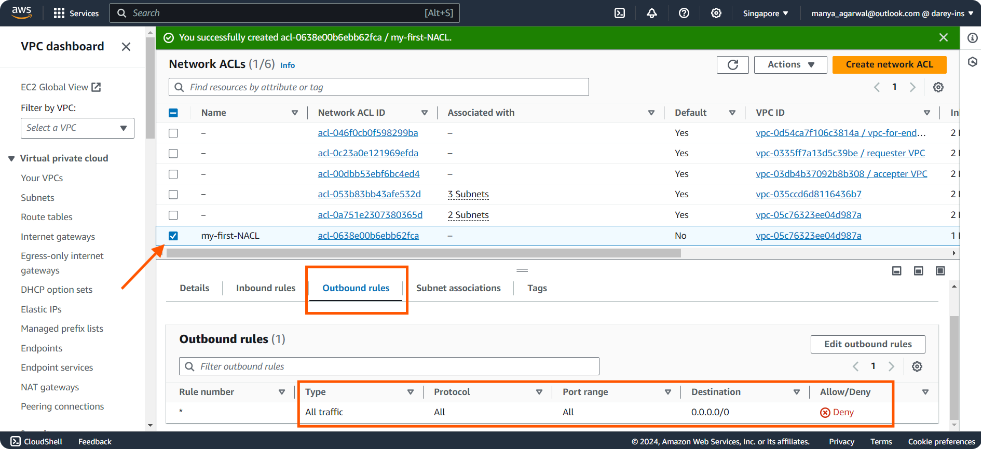 aws Services Search [Alt+S] Singapore manya_agarwal@outlook.com @ darey-ins
VPC dashboard
EC2 Global View
Filter by VPC:
Select a VPC
Virtual private cloud
Your VPCs
Subnets
Route tables
Internet gateways
Egress-only internet
gateways
DHCP option sets
Elastic IPs
Managed prefix lists
Endpoints
Endpoint services
NAT gateways
Peering connections
You successfully created acl-0638e00b6ebb62fca / my-first-NACL.
Network ACLs (1/6) Info Actions Create network ACL
Find resources by attribute or tag 1
Name Network ACL ID Associated with Default VPC ID In
– acl-046f0cb0f598299ba – Yes vpc-0d54ca7f106c3814a / vpc-for-end... 2
– acl-0c23a0e121969efda – Yes vpc-0335ff7a13d5c39be / requester VPC 2
– acl-00dbb53ebf6bc4ed4 – Yes vpc-03db4b37092b8b308 / accepter VPC 2
– acl-053b83bb43afe532d 3 Subnets Yes vpc-035ccd6d8116436b7 2
– acl-0a751e2307380365d 2 Subnets Yes vpc-05c76323ee04d987a 2
my-first-NACL acl-0638e00b6ebb62fca – No vpc-05c76323ee04d987a 1
Details Inbound rules Outbound rules Subnet associations Tags
Outbound rules (1) Edit outbound rules
Filter outbound rules 1
Rule number Type Protocol Port range Destination Allow/Deny
* All traffic All All 0.0.0.0/0 Deny
CloudShell Feedback © 2024, Amazon Web Services, Inc. or its affiliates. Privacy Terms Cookie preferences